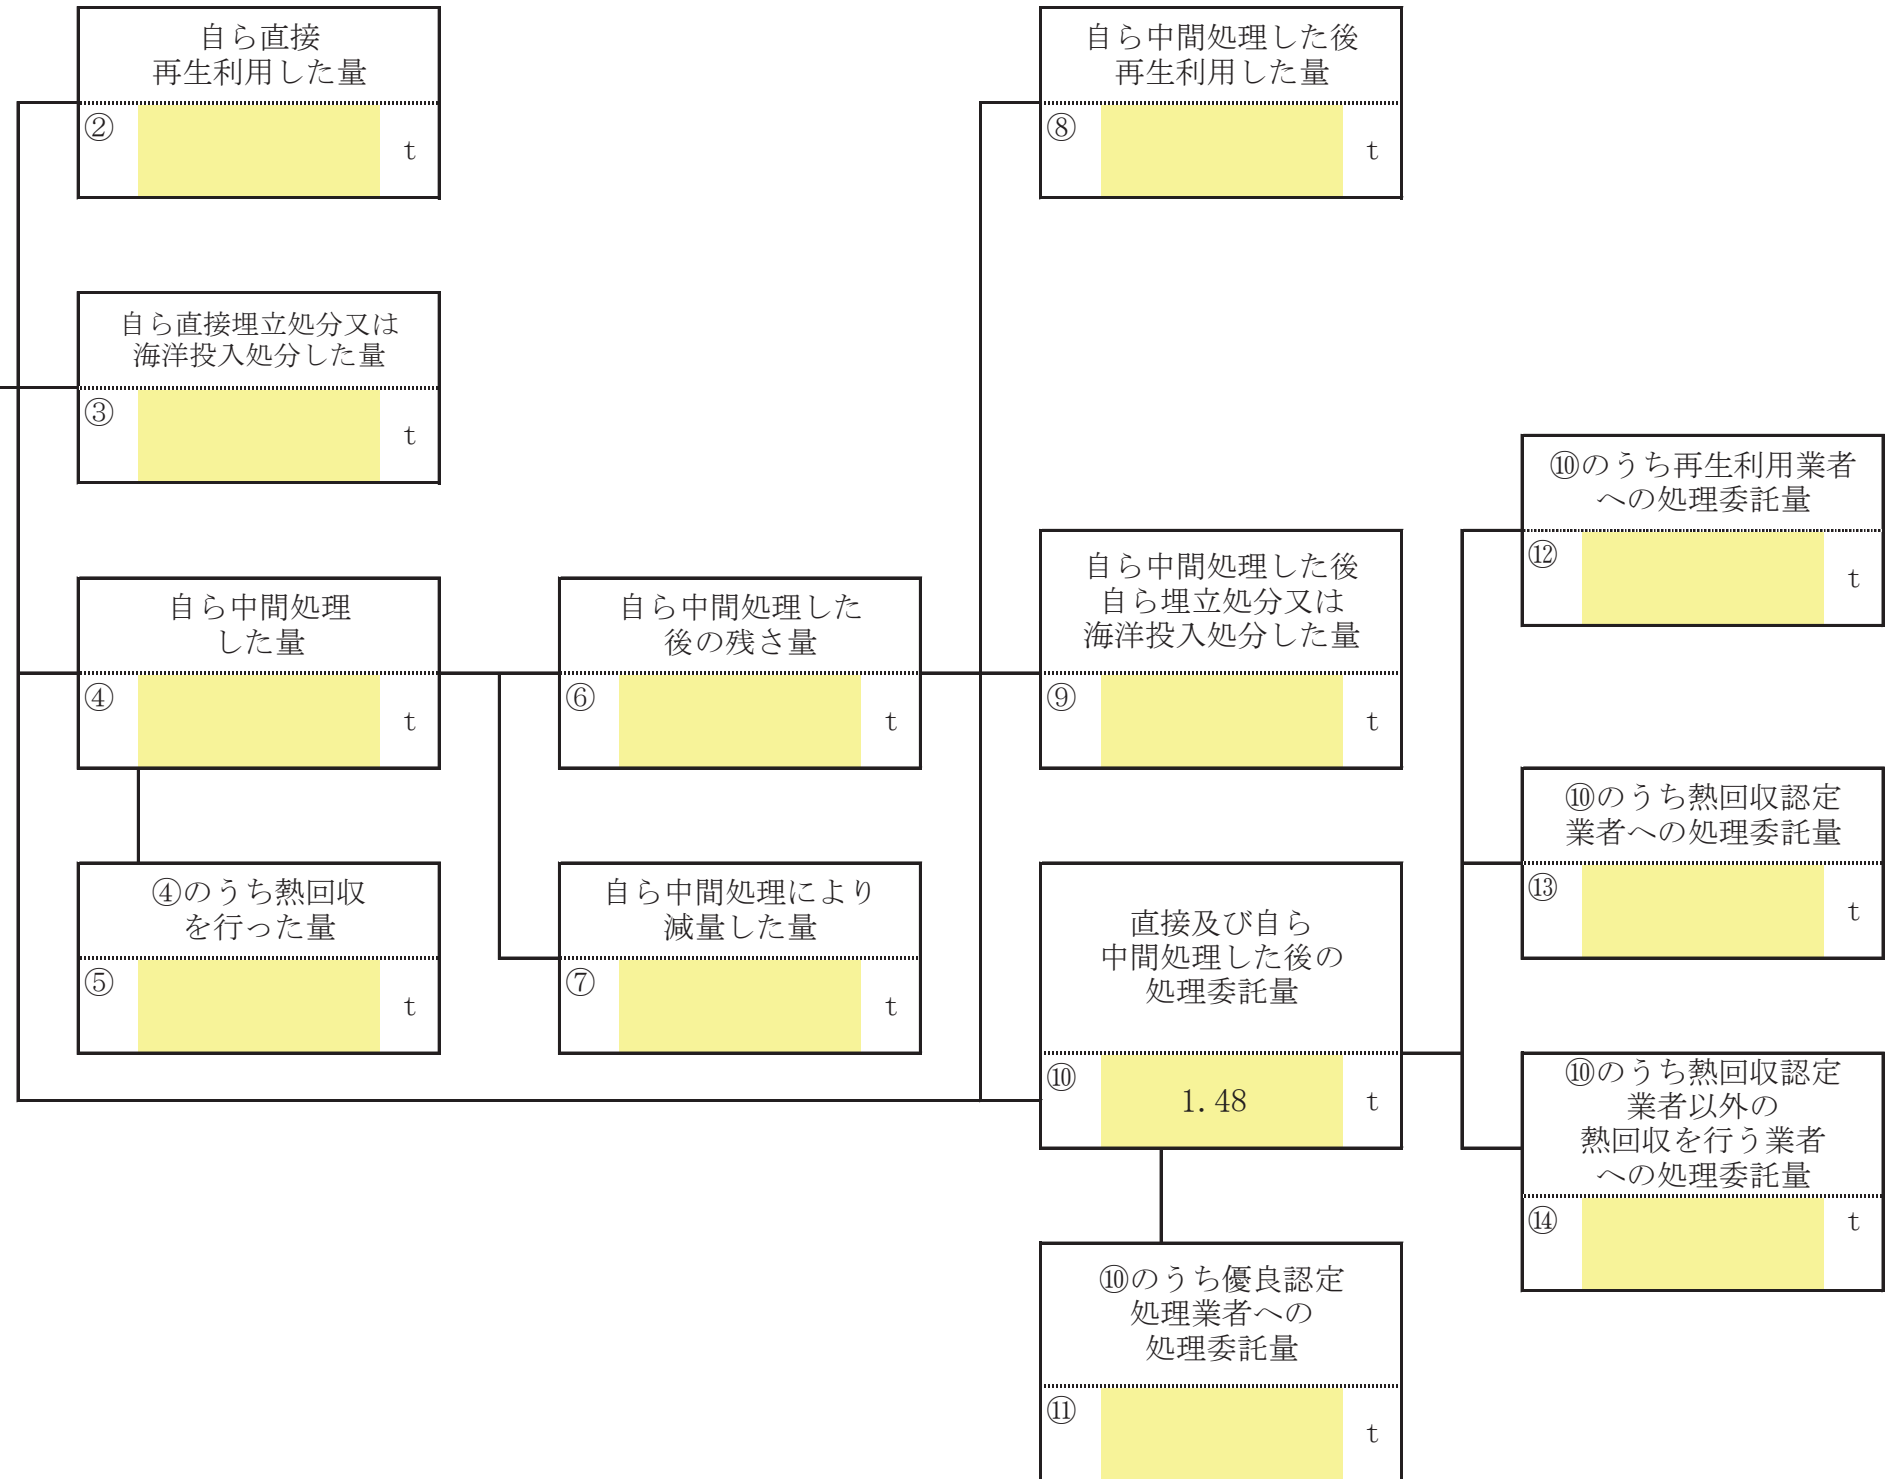 自ら直接
再生利用した量
②
t
自ら中間処理した後
再生利用した量
⑧
t
自ら直接埋立処分又は
海洋投入処分した量
③
t
⑩のうち再生利用業者
への処理委託量
⑫
t
自ら中間処理
した量
④
t
自ら中間処理した
後の残さ量
⑥
t
自ら中間処理した後
自ら埋立処分又は
海洋投入処分した量
⑨
t
⑩のうち熱回収認定
業者への処理委託量
⑬
t
④のうち熱回収
を行った量
⑤
t
自ら中間処理により
減量した量
⑦
t
直接及び自ら
中間処理した後の
処理委託量
⑩
1.48
t
⑩のうち熱回収認定
業者以外の
熱回収を行う業者
への処理委託量
⑭
t
⑩のうち優良認定
処理業者への
処理委託量
⑪
t